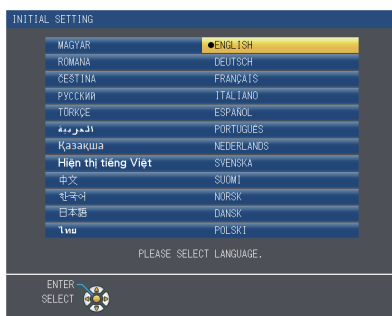 INITIAL SETTING
MAGYAR ●ENGLISH
ROMÂNA DEUTSCH
ČEŠTINA FRANÇAIS
РУССКИЙ ITALIANO
TÜRKÇE ESPAÑOL
العربية PORTUGUÊS
Қазақша NEDERLANDS
Hiện thị tiếng Việt SVENSKA
中文 SUOMI
한국어 NORSK
日本語 DANSK
ไทย POLSKI
PLEASE SELECT LANGUAGE.
ENTER
SELECT